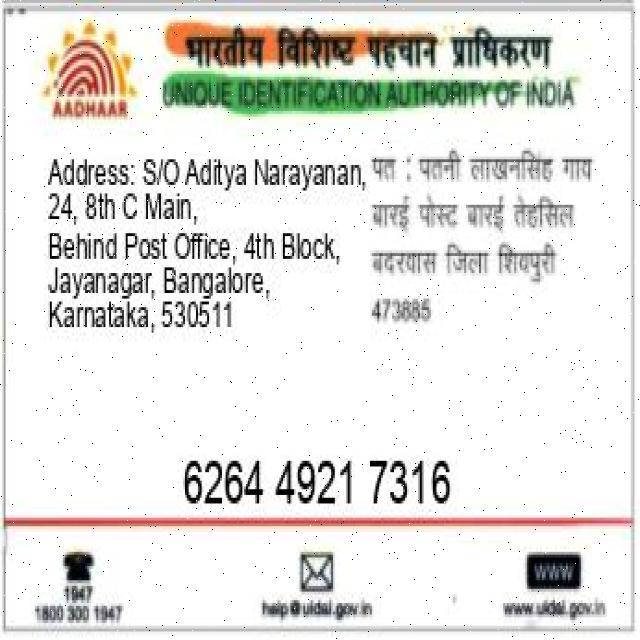 भारतीय विशिष्ट पहचान प्राधिकरण
AADHAAR
UNIQUE IDENTIFICATION AUTHORITY OF INDIA
Address: S/O Aditya Narayanan,
24, 8th C Main,
Behind Post Office, 4th Block,
Jayanagar, Bangalore,
Karnataka, 530511
पत : पतनी लाखनसिंह गाव
बारई पोस्ट बारई तेहसिल
बदरवास जिला शिवपुरी
473885
6264 4921 7316
1947
1800 300 1947
help@uidai.gov.in
www
www.uidai.gov.in